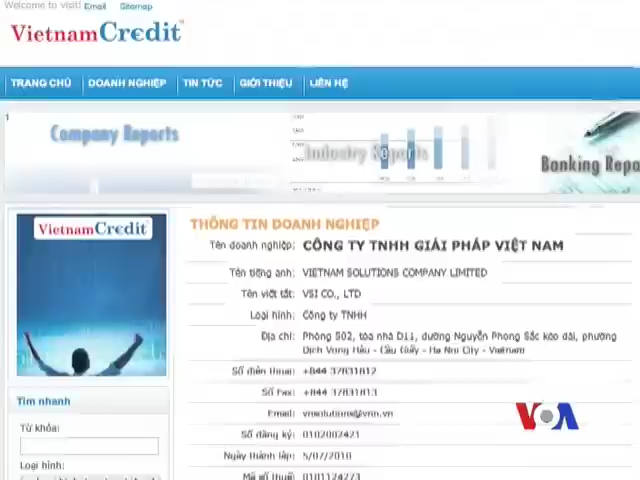 Welcome to visit! Email Sitemap
VietnamCredit
TRANG CHỦ DOANH NGHIỆP TIN TỨC GIỚI THIỆU LIÊN HỆ
Company Reports
Industry Reports
Banking Repo
VietnamCredit
THÔNG TIN DOANH NGHIỆP
Tên doanh nghiệp: CÔNG TY TNHH GIẢI PHÁP VIỆT NAM
Tên tiếng anh: VIETNAM SOLUTIONS COMPANY LIMITED
Tên viết tắt: VSI CO., LTD
Loại hình: Công ty TNHH
Địa chỉ: Phòng 502, tòa nhà D11, đường Nguyễn Phong Sắc kéo dài, phường
Dịch Vọng Hậu - Cầu Giấy - Ha Noi City - Vietnam
Số điện thoại: +844 37831812
Số Fax: +844 37831813
Email:
Số đăng ký: 0102002421
Ngày thành lập: 5/07/2010
Mã số thuế: 0101124273
Tìm nhanh
Từ khóa:
Loại hình:
VOA